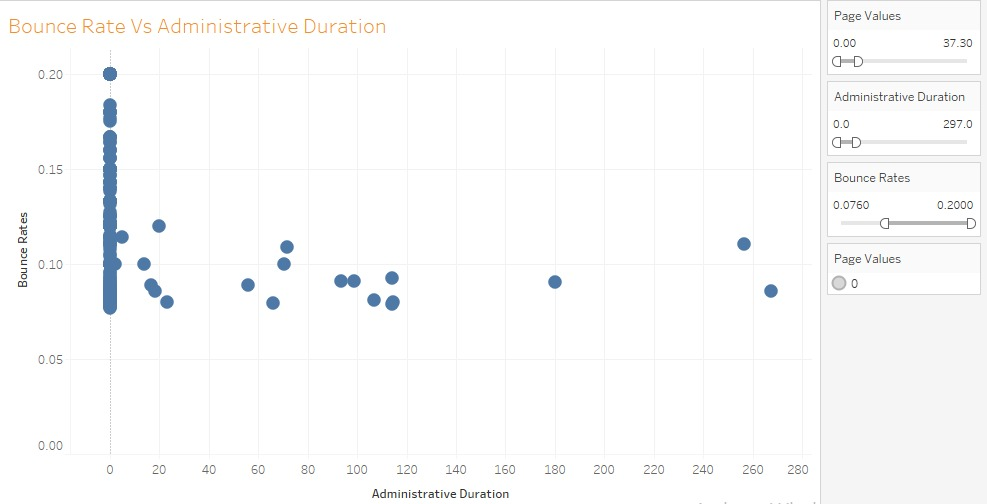 Bounce Rate Vs Administrative Duration
Page Values
0.00 37.30
Administrative Duration
0.0 297.0
Bounce Rates
0.0760 0.2000
Page Values
0
0.20
0.15
0.10
0.05
0.00
Bounce Rates
0 20 40 60 80 100 120 140 160 180 200 220 240 260 280
Administrative Duration